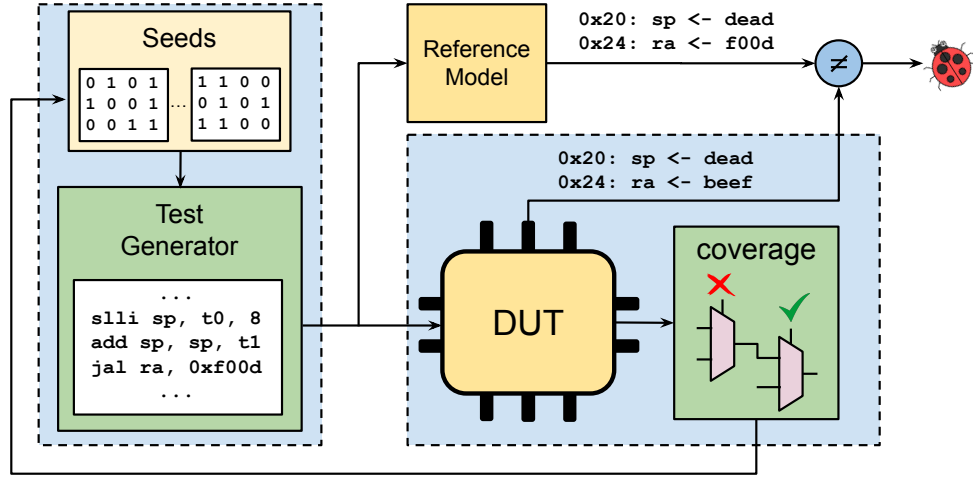 Seeds
0 1 0 1
1 0 0 1
0 0 1 1
...
1 1 0 0
0 1 0 1
1 1 0 0
Test
Generator
...
slli sp, t0, 8
add sp, sp, t1
jal ra, 0xf00d
...
Reference
Model
0x20: sp <- dead
0x24: ra <- f00d
≠
0x20: sp <- dead
0x24: ra <- beef
DUT
coverage